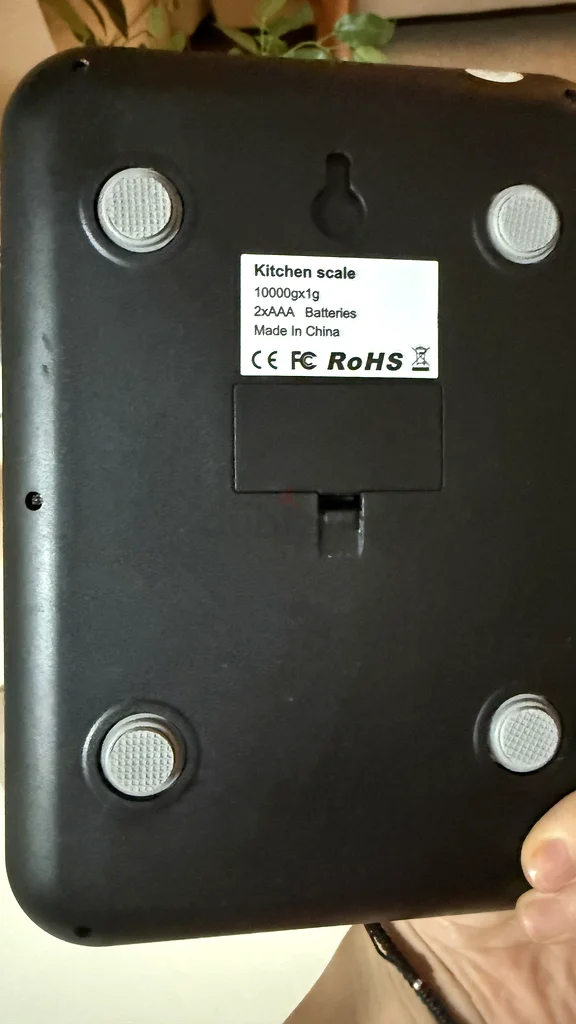 Kitchen scale
10000gx1g
2xAAA Batteries
Made In China
CE FC RoHS